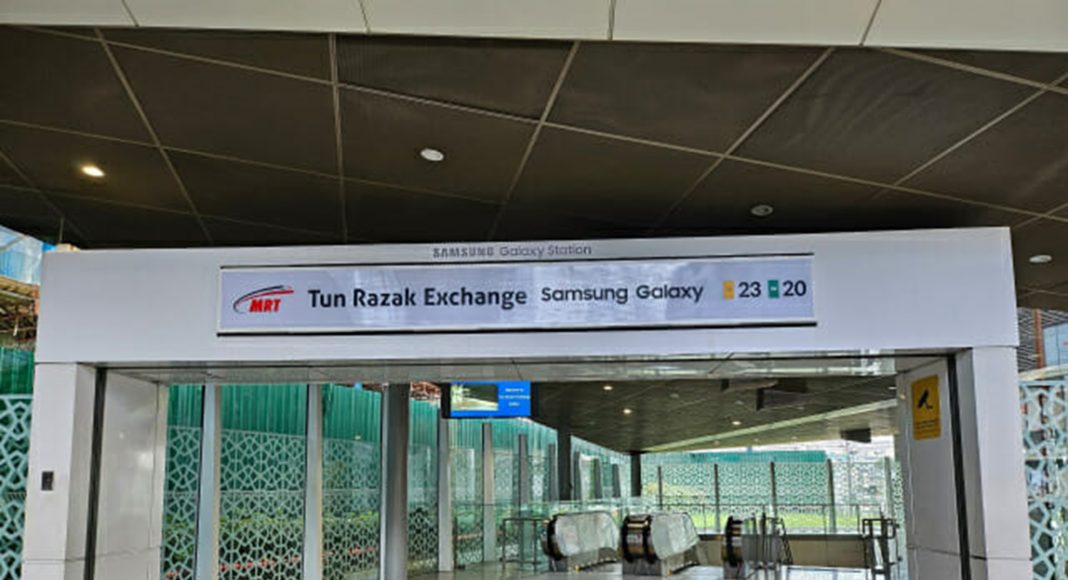 SAMSUNG Galaxy Station
MRT Tun Razak Exchange Samsung Galaxy 23 20